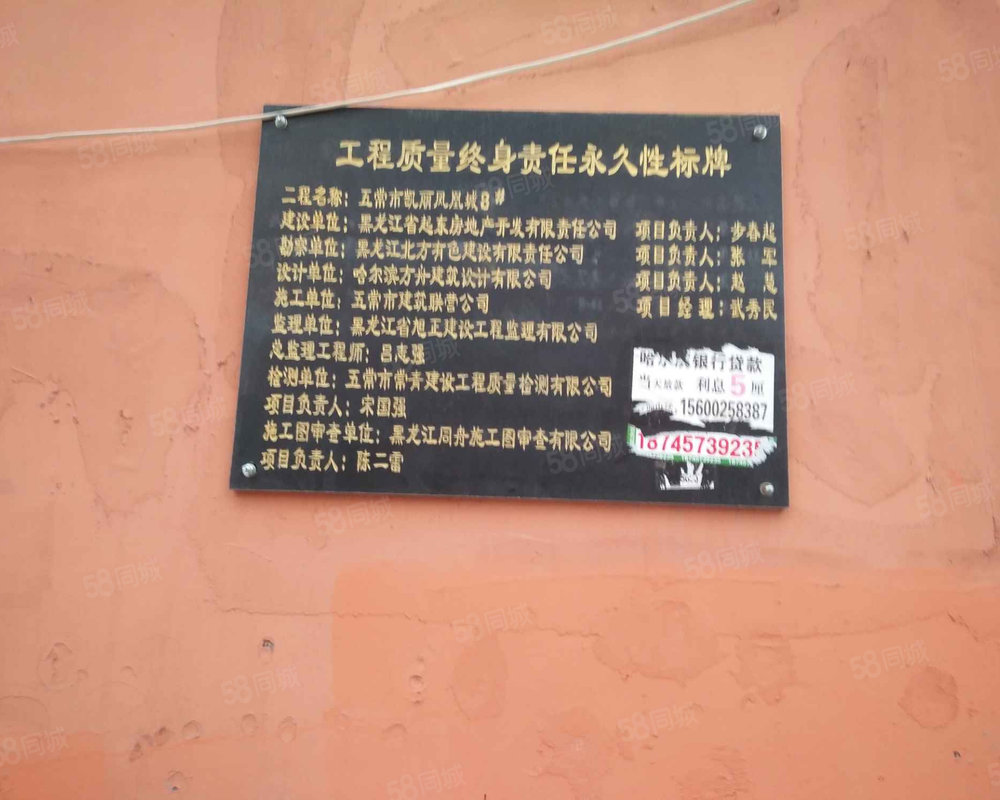 工程质量终身责任永久性标牌
工程名称：五常市凯丽凤凰城8#
建设单位：黑龙江省起东房地产开发有限责任公司 项目负责人：步春起
勘察单位：黑龙江北方有色建设有限责任公司 项目负责人：张 军
设计单位：哈尔滨方舟建筑设计有限公司 项目负责人：赵
施工单位：五常市建筑联营公司 项目经理：武秀民
监理单位：黑龙江省旭正建设工程监理有限公司
总监理工程师：吕志强
检测单位：五常市常青建设工程质量检测有限公司
项目负责人：宋国强
施工图审查单位：黑龙江同舟施工图审查有限公司
项目负责人：陈二雷
哈尔滨银行贷款
当天放款 利息5厘
15600258387
1874573923
58同城